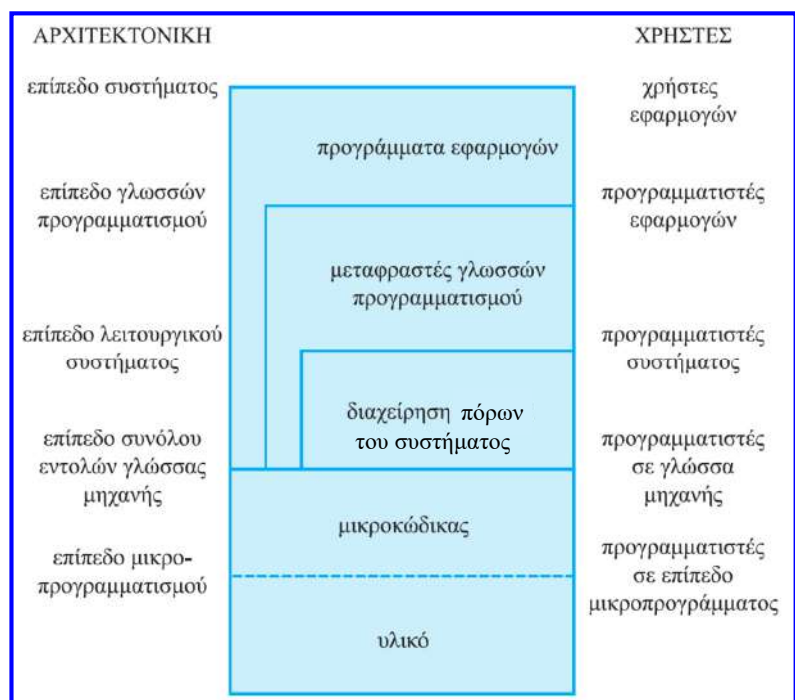 ΑΡΧΙΤΕΚΤΟΝΙΚΗ
ΧΡΗΣΤΕΣ
επίπεδο συστήματος
χρήστες
εφαρμογών
προγράμματα εφαρμογών
επίπεδο γλωσσών
προγραμματισμού
προγραμματιστές
εφαρμογών
μεταφραστές γλωσσών
προγραμματισμού
επίπεδο λειτουργικού
συστήματος
προγραμματιστές
συστήματος
διαχείρηση πόρων
του συστήματος
επίπεδο συνόλου
εντολών γλώσσας
μηχανής
προγραμματιστές
σε γλώσσα
μηχανής
μικροκώδικας
επίπεδο μικρο-
προγραμματισμού
προγραμματιστές
σε επίπεδο
μικροπρογράμματος
υλικό